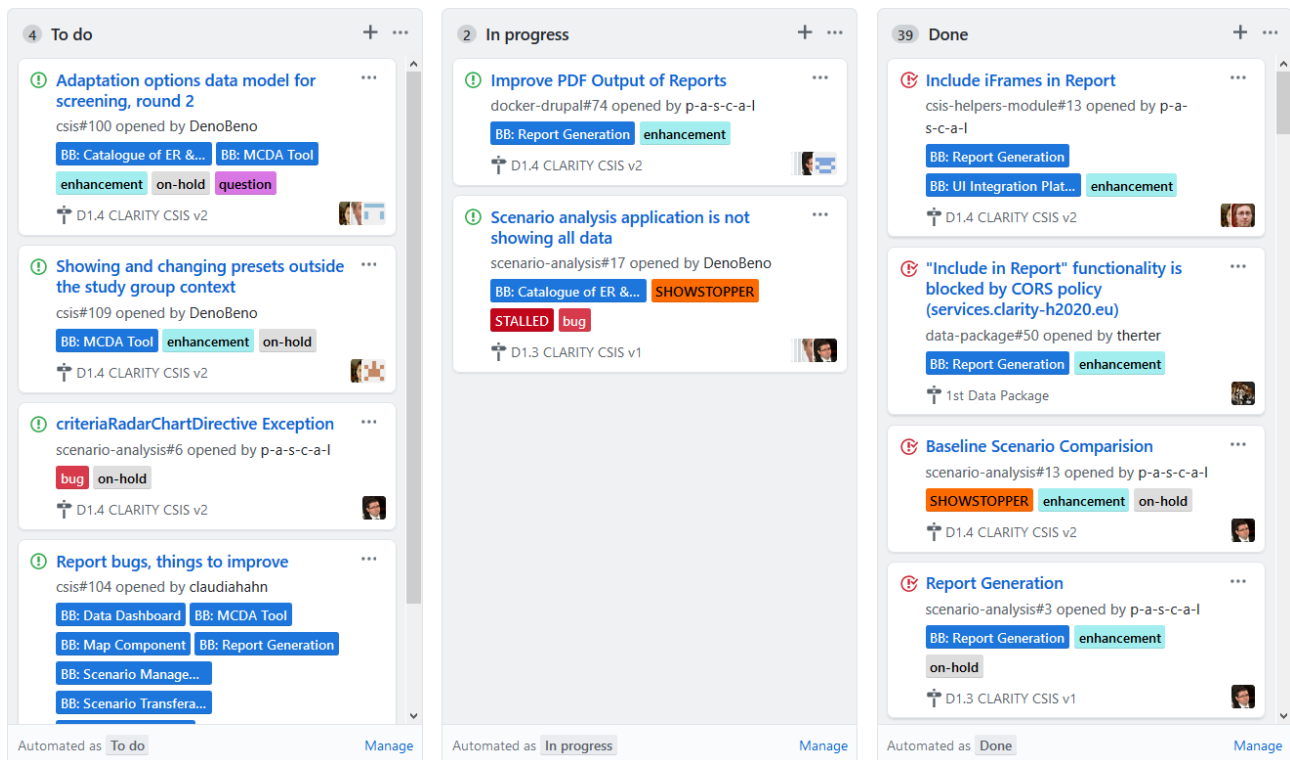 4 To do
Adaptation options data model for
screening, round 2
csis#100 opened by DenoBeno
BB: Catalogue of ER &... BB: MCDA Tool
enhancement on-hold question
D1.4 CLARITY CSIS v2
Showing and changing presets outside
the study group context
csis#109 opened by DenoBeno
BB: MCDA Tool enhancement on-hold
D1.4 CLARITY CSIS v2
criteriaRadarChartDirective Exception
scenario-analysis#6 opened by p-a-s-c-a-l
bug on-hold
D1.4 CLARITY CSIS v2
Report bugs, things to improve
csis#104 opened by claudiahahn
BB: Data Dashboard BB: MCDA Tool
BB: Map Component BB: Report Generation
BB: Scenario Manage...
BB: Scenario Transfera...
Automated as To do Manage
2 In progress
Improve PDF Output of Reports
docker-drupal#74 opened by p-a-s-c-a-l
BB: Report Generation enhancement
D1.4 CLARITY CSIS v2
Scenario analysis application is not
showing all data
scenario-analysis#17 opened by DenoBeno
BB: Catalogue of ER &... SHOWSTOPPER
STALLED bug
D1.3 CLARITY CSIS v1
Automated as In progress Manage
39 Done
Include iFrames in Report
csis-helpers-module#13 opened by p-a-
s-c-a-l
BB: Report Generation
BB: UI Integration Plat... enhancement
D1.4 CLARITY CSIS v2
"Include in Report" functionality is
blocked by CORS policy
(services.clarity-h2020.eu)
data-package#50 opened by therter
BB: Report Generation enhancement
1st Data Package
Baseline Scenario Comparision
scenario-analysis#13 opened by p-a-s-c-a-l
SHOWSTOPPER enhancement on-hold
D1.4 CLARITY CSIS v2
Report Generation
scenario-analysis#3 opened by p-a-s-c-a-l
BB: Report Generation enhancement
on-hold
D1.3 CLARITY CSIS v1
Automated as Done Manage